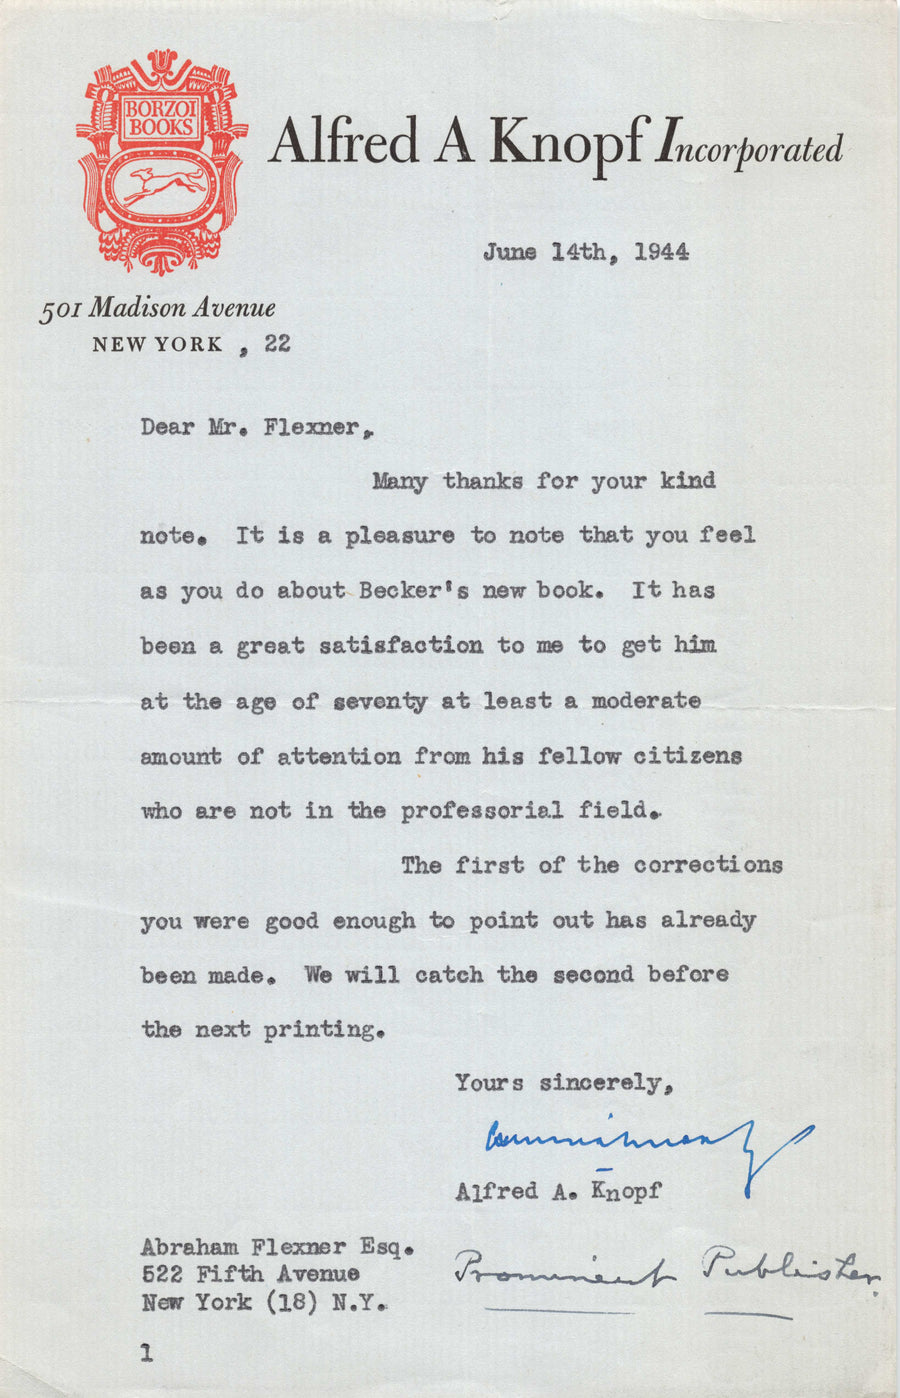 BORZOI
BOOKS
Alfred A Knopf Incorporated
June 14th, 1944
501 Madison Avenue
NEW YORK , 22
Dear Mr. Flexner,
Many thanks for your kind
note. It is a pleasure to note that you feel
as you do about Becker's new book. It has
been a great satisfaction to me to get him
at the age of seventy at least a moderate
amount of attention from his fellow citizens
who are not in the professorial field.
The first of the corrections
you were good enough to point out has already
been made. We will catch the second before
the next printing.
Yours sincerely,
Alfred A. Knopf
Abraham Flexner Esq.
522 Fifth Avenue
New York (18) N.Y.
Prominent Publisher.
1